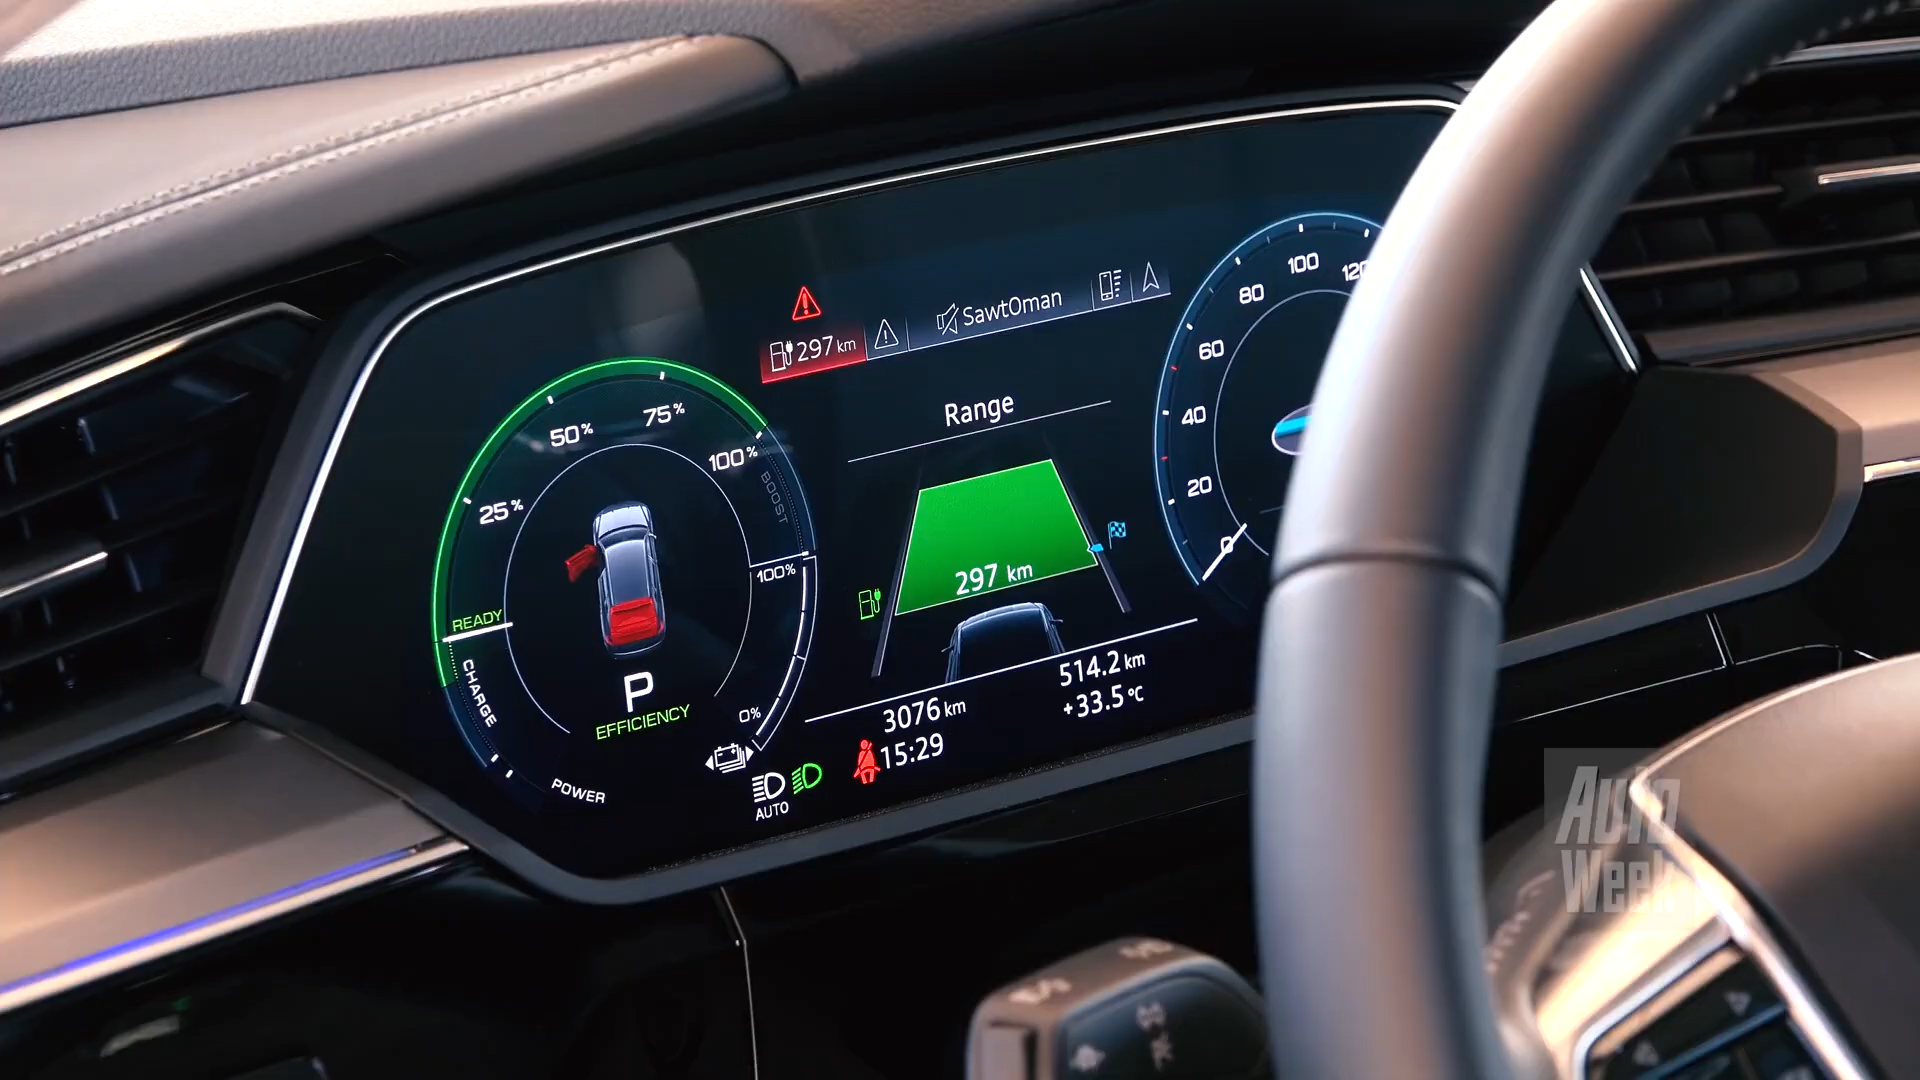 297 km
SawtOman
Range
297 km
514.2 km
3076 km
+33.5 °C
15:29
25%
50%
75%
100%
BOOST
100%
0%
READY
CHARGE
POWER
P
EFFICIENCY
AUTO
0
20
40
60
80
100
120
Auto
Week